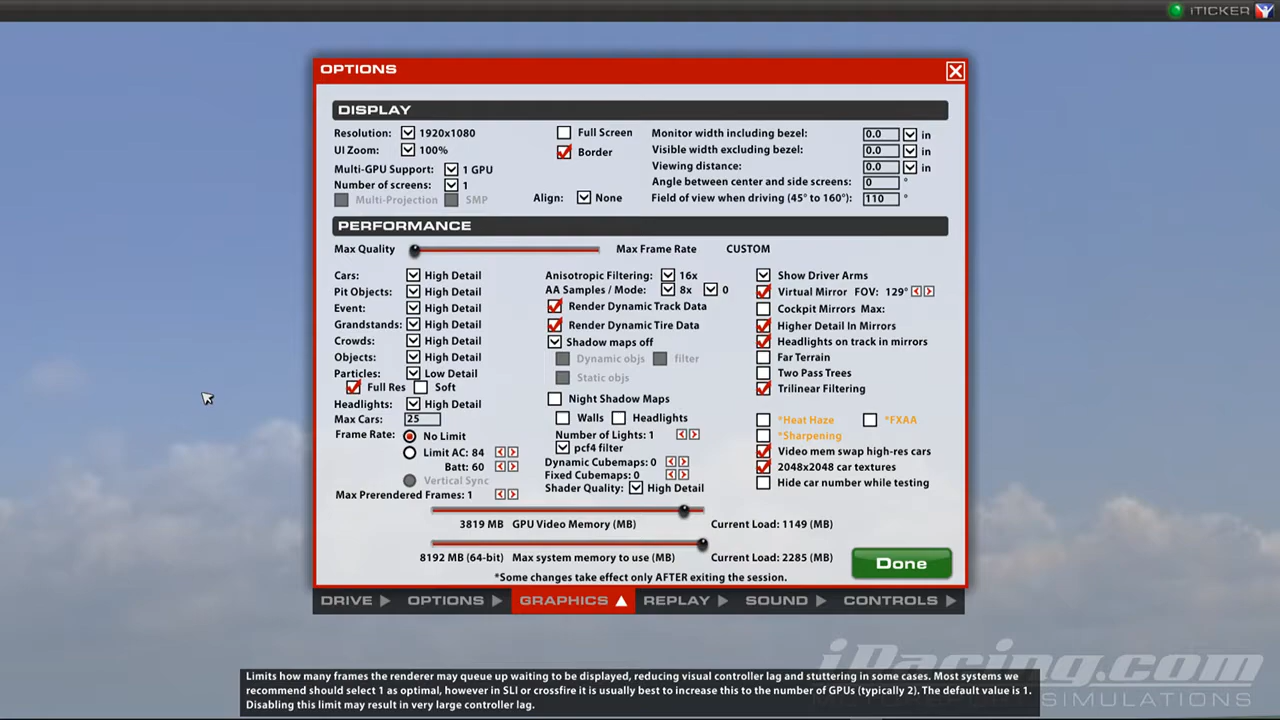 iTICKER
OPTIONS
DISPLAY
Resolution: 1920x1080
UI Zoom: 100%
Multi-GPU Support: 1 GPU
Number of screens: 1
Multi-Projection SMP
Full Screen
Border
Align: None
Monitor width including bezel: 0.0 in
Visible width excluding bezel: 0.0 in
Viewing distance: 0.0 in
Angle between center and side screens: 0 °
Field of view when driving (45° to 160°): 110 °
PERFORMANCE
Max Quality Max Frame Rate CUSTOM
Cars: High Detail
Pit Objects: High Detail
Event: High Detail
Grandstands: High Detail
Crowds: High Detail
Objects: High Detail
Particles: Low Detail
Full Res Soft
Headlights: High Detail
Max Cars: 25
Frame Rate: No Limit
Limit AC: 84
Batt: 60
Vertical Sync
Max Prerendered Frames: 1
Anisotropic Filtering: 16x
AA Samples / Mode: 8x 0
Render Dynamic Track Data
Render Dynamic Tire Data
Shadow maps off
Dynamic objs filter
Static objs
Night Shadow Maps
Walls Headlights
Number of Lights: 1
pcf4 filter
Dynamic Cubemaps: 0
Fixed Cubemaps: 0
Shader Quality: High Detail
Show Driver Arms
Virtual Mirror FOV: 129°
Cockpit Mirrors Max:
Higher Detail In Mirrors
Headlights on track in mirrors
Far Terrain
Two Pass Trees
Trilinear Filtering
*Heat Haze *FXAA
*Sharpening
Video mem swap high-res cars
2048x2048 car textures
Hide car number while testing
3819 MB GPU Video Memory (MB) Current Load: 1149 (MB)
8192 MB (64-bit) Max system memory to use (MB) Current Load: 2285 (MB)
*Some changes take effect only AFTER exiting the session.
Done
DRIVE OPTIONS GRAPHICS REPLAY SOUND CONTROLS
iRacing.com
MOTORSPORT SIMULATIONS
Limits how many frames the renderer may queue up waiting to be displayed, reducing visual controller lag and stuttering in some cases. Most systems we
recommend should select 1 as optimal, however in SLI or crossfire it is usually best to increase this to the number of GPUs (typically 2). The default value is 1.
Disabling this limit may result in very large controller lag.